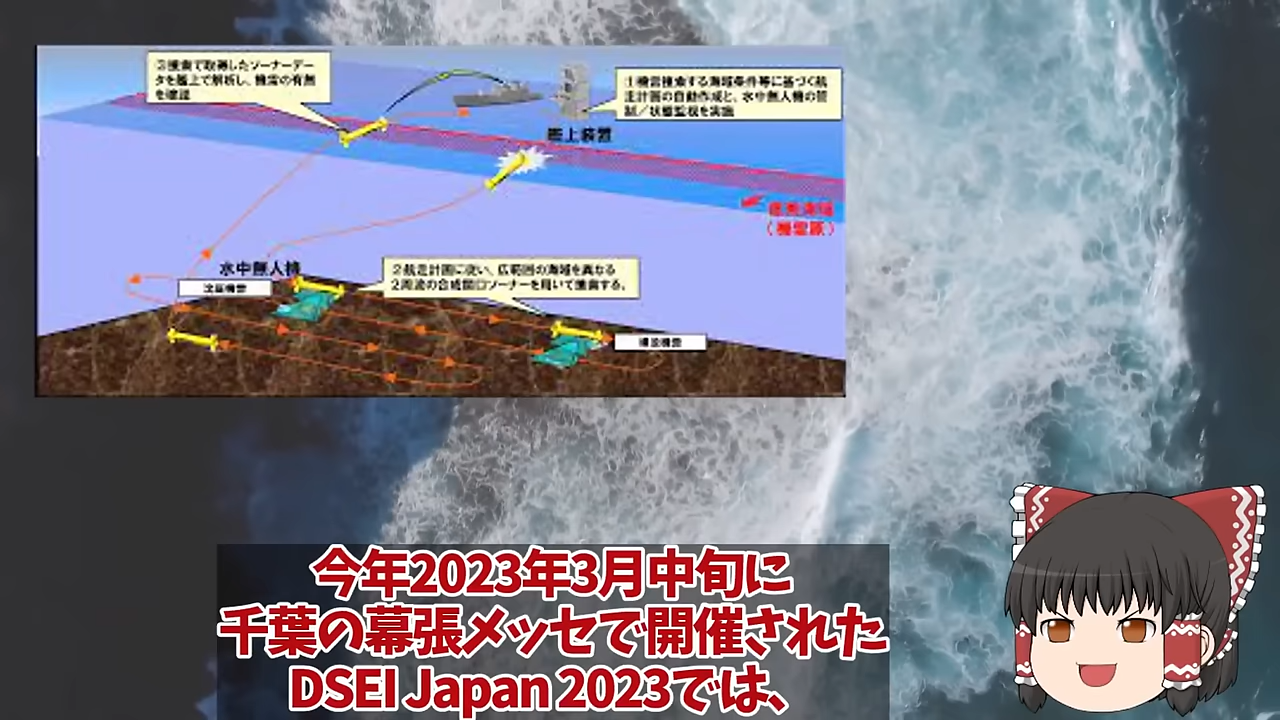 ③捜索で取得したソーナーデー
タを艦上で解析し、機雷の有無
を確認
①機雷捜索する海域条件等に基づく航
走計画の自動作成と、水中無人機の管
制/状態監視を実施
艦上装置
(機雷原)
水中無人機
②航走計画に従い、広範囲の海域を異なる
2周波の合成開口ソーナーを用いて捜索する。
沈底機雷
今年2023年3月中旬に
千葉の幕張メッセで開催された
DSEI Japan 2023では、